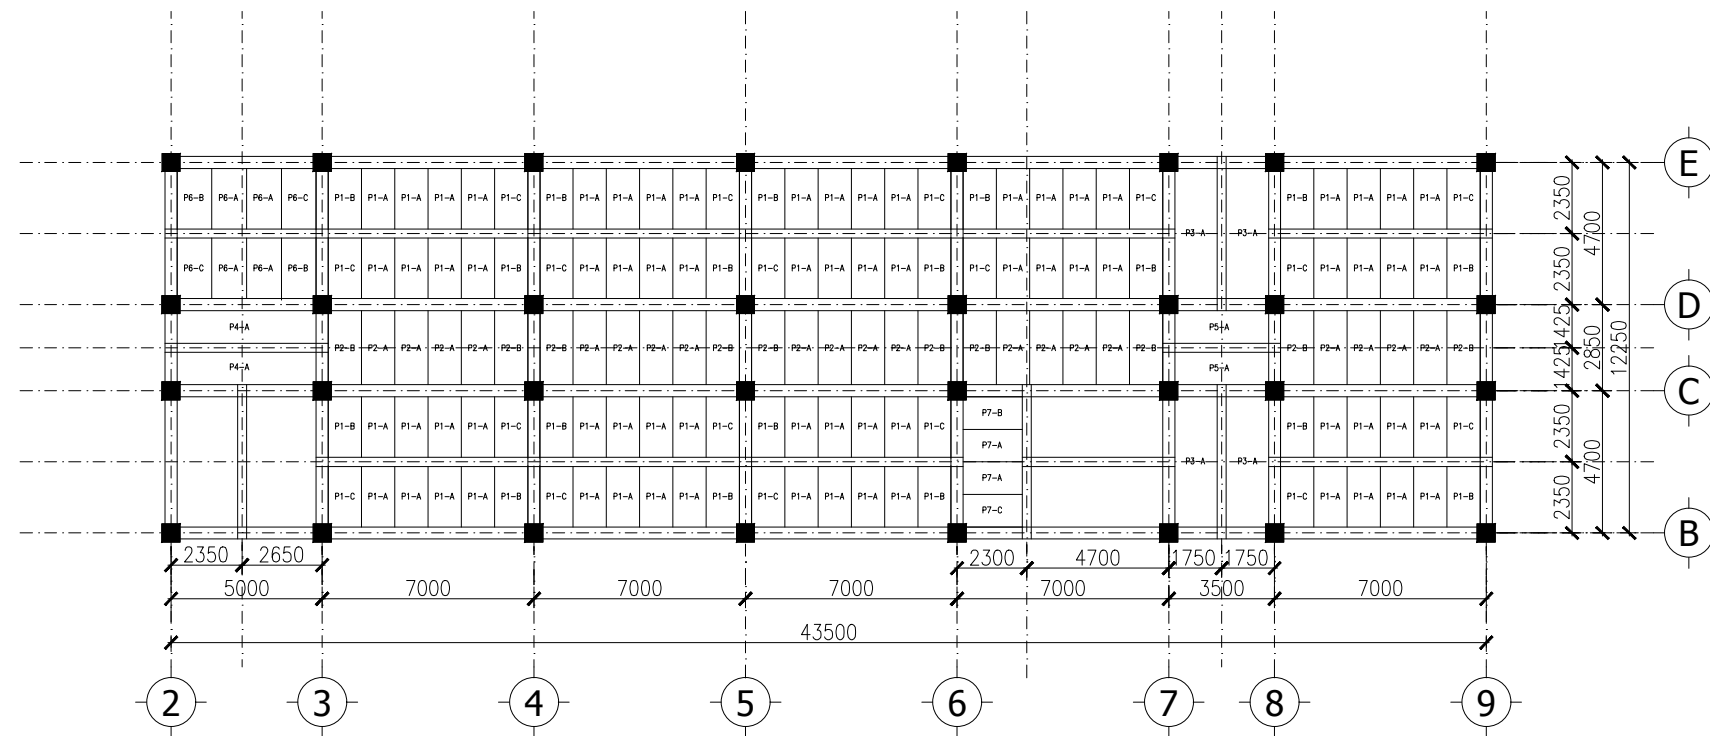 E
P6-B P6-A P6-A P6-C P1-B P1-A P1-A P1-A P1-A P1-C P1-B P1-A P1-A P1-A P1-A P1-C P1-B P1-A P1-A P1-A P1-A P1-C P1-B P1-A P1-A P1-A P1-A P1-C P1-B P1-A P1-A P1-A P1-A P1-C
2350
P3-A P3-A
4700
P6-C P6-A P6-A P6-B P1-C P1-A P1-A P1-A P1-A P1-B P1-C P1-A P1-A P1-A P1-A P1-B P1-C P1-A P1-A P1-A P1-A P1-B P1-C P1-A P1-A P1-A P1-A P1-B P1-C P1-A P1-A P1-A P1-A P1-B
2350
D
P4-A P5-A
1425
P2-B P2-A P2-A P2-A P2-A P2-B P2-B P2-A P2-A P2-A P2-A P2-B P2-B P2-A P2-A P2-A P2-A P2-B P2-B P2-A P2-A P2-A P2-A P2-B P2-B P2-A P2-A P2-A P2-A P2-B
2850
12250
P4-A P5-A
1425
C
P7-B
P1-B P1-A P1-A P1-A P1-A P1-C P1-B P1-A P1-A P1-A P1-A P1-C P1-B P1-A P1-A P1-A P1-A P1-C P1-B P1-A P1-A P1-A P1-A P1-C
2350
P7-A
P3-A P3-A
4700
P7-A
P1-C P1-A P1-A P1-A P1-A P1-B P1-C P1-A P1-A P1-A P1-A P1-B P1-C P1-A P1-A P1-A P1-A P1-B P1-C P1-A P1-A P1-A P1-A P1-B
2350
P7-C
B
2350 2650 2300 4700 1750 1750
5000 7000 7000 7000 7000 3500 7000
43500
2 3 4 5 6 7 8 9